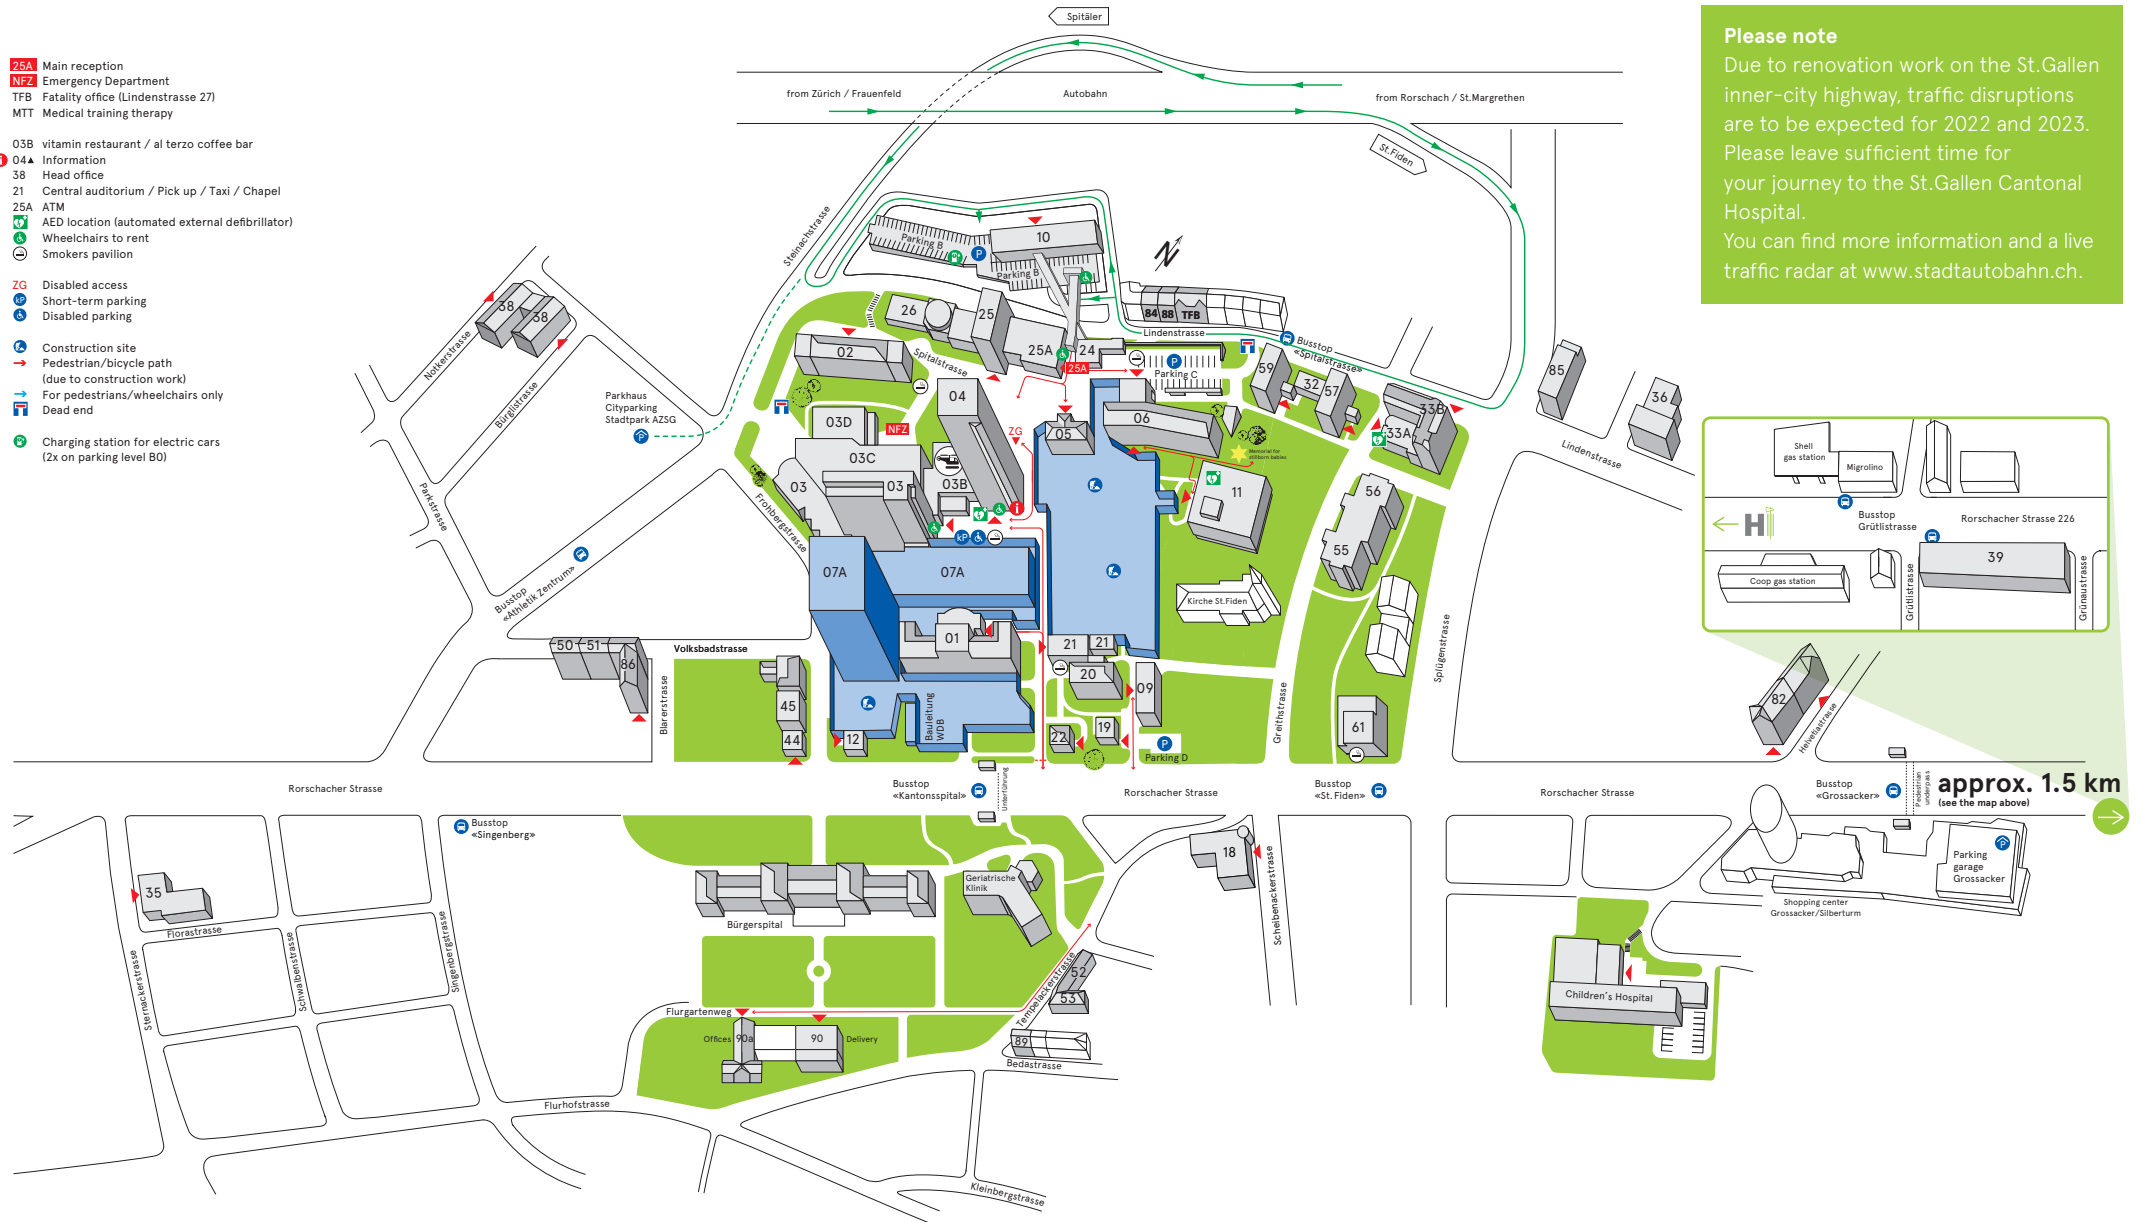 Spitäler
Please note
Due to renovation work on the St.Gallen
inner-city highway, traffic disruptions
are to be expected for 2022 and 2023.
Please leave sufficient time for
your journey to the St.Gallen Cantonal
Hospital.
You can find more information and a live
traffic radar at www.stadtautobahn.ch.
25A Main reception
NFZ Emergency Department
TFB Fatality office (Lindenstrasse 27)
MTT Medical training therapy
03B vitamin restaurant / al terzo coffee bar
i 04▲ Information
38 Head office
21 Central auditorium / Pick up / Taxi / Chapel
25A ATM
AED location (automated external defibrillator)
Wheelchairs to rent
Smokers pavilion
ZG Disabled access
kP Short-term parking
Disabled parking
Construction site
Pedestrian/bicycle path
(due to construction work)
For pedestrians/wheelchairs only
Dead end
Charging station for electric cars
(2x on parking level B0)
from Zürich / Frauenfeld
Autobahn
from Rorschach / St.Margrethen
St.Fiden
Steinachstrasse
Parking B
P
10
Parking B
N
26
25
25A
24
25A
84 88 TFB
Lindenstrasse
Busstop
«Spitalstrasse»
P
Parking C
02
Spitalstrasse
38
38
Notkerstrasse
Bürglistrasse
Parkhaus
Cityparking
Stadtpark AZSG
P
Parkstrasse
04
03D
NFZ
ZG
05
06
03C
03
03
03B
i
kP
59
32
57
33B
33A
85
36
Lindenstrasse
Memorial for
stillborn babies
11
56
55
Frohbergstrasse
Busstop
«Athletik Zentrum»
07A
07A
Kirche St.Fiden
Shell
gas station
Migrolino
Busstop
Grütlistrasse
Rorschacher Strasse 226
H
39
Coop gas station
Grütlistrasse
Grünaustrasse
50
51
86
Volksbadstrasse
Blarerstrasse
01
21
21
20
09
45
44
12
Bauleitung
WDB
22
19
P
Parking D
Greithstrasse
Splügenstrasse
61
82
Helvetiastrasse
Rorschacher Strasse
Busstop
«Kantonsspital»
Unterführung
Rorschacher Strasse
Busstop
«St. Fiden»
Rorschacher Strasse
Busstop
«Grossacker»
Pedestrian
underpass
approx. 1.5 km
(see the map above)
Busstop
«Singenberg»
35
Florastrasse
Sternackerstrasse
Schwalbenstrasse
Singenbergstrasse
Bürgerspital
Geriatrische
Klinik
18
Scheibenackerstrasse
P
Parking
garage
Grossacker
Shopping center
Grossacker/Silberturm
Children´s Hospital
52
53
Tempelackerstrasse
Flurgartenweg
Offices
90a
90
Delivery
89
Bedastrasse
Flurhofstrasse
Kleinbergstrasse